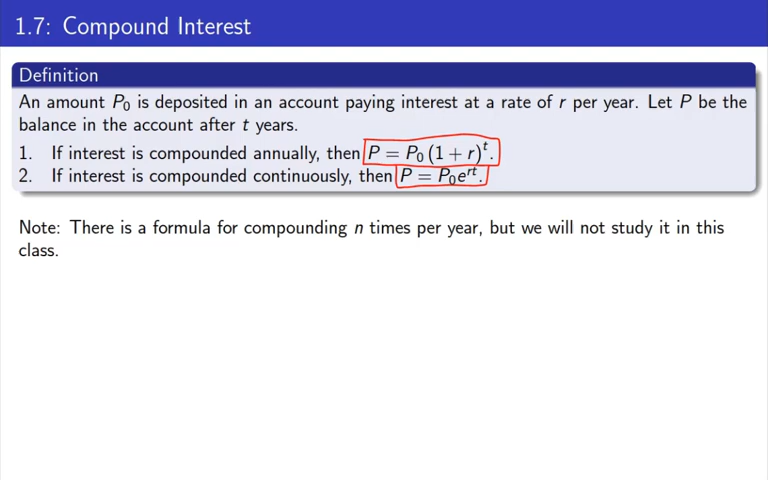 1.7: Compound Interest
Definition
An amount P₀ is deposited in an account paying interest at a rate of r per year. Let P be the
balance in the account after t years.
1. If interest is compounded annually, then P = P₀ (1 + r)ᵗ.
2. If interest is compounded continuously, then P = P₀eʳᵗ.
Note: There is a formula for compounding n times per year, but we will not study it in this
class.